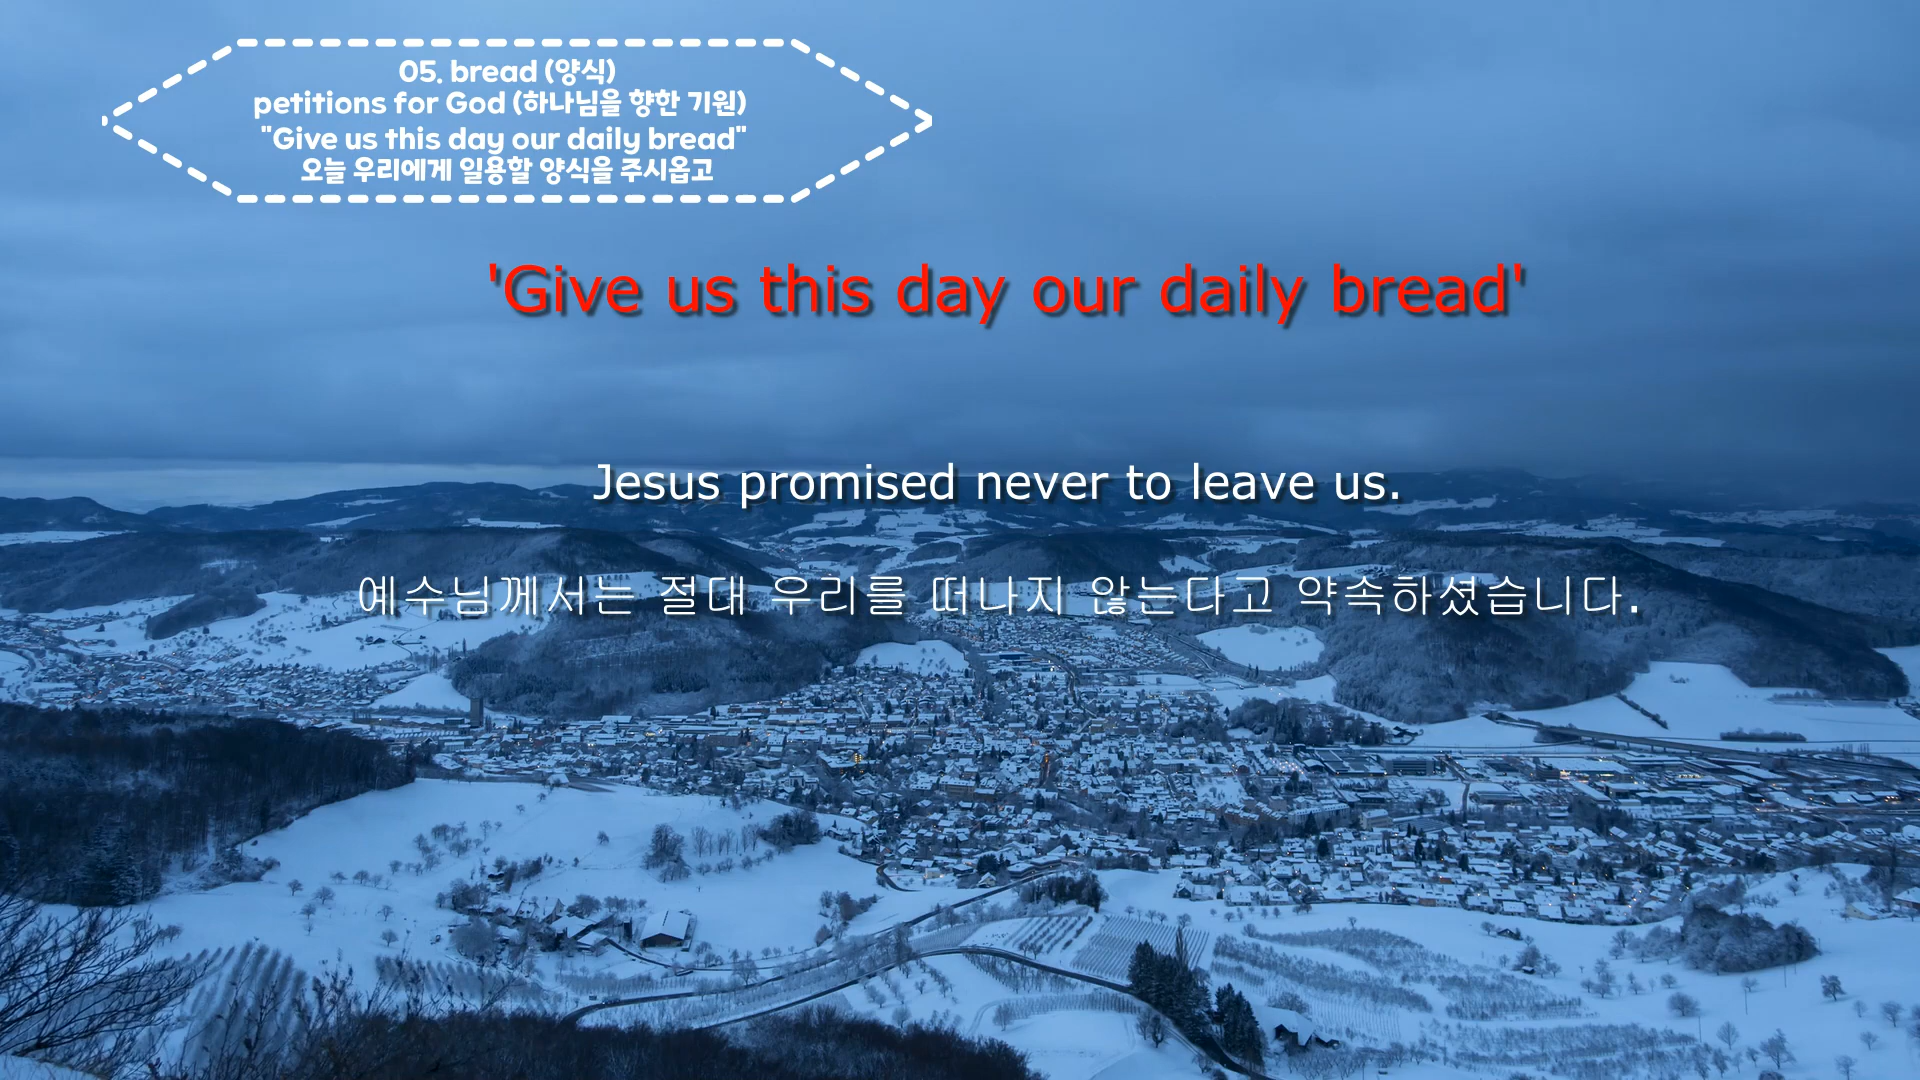 05. bread (양식)
petitions for God (하나님을 향한 기원)
"Give us this day our daily bread"
오늘 우리에게 일용할 양식을 주시옵고
'Give us this day our daily bread'
Jesus promised never to leave us.
예수님께서는 절대 우리를 떠나지 않는다고 약속하셨습니다.